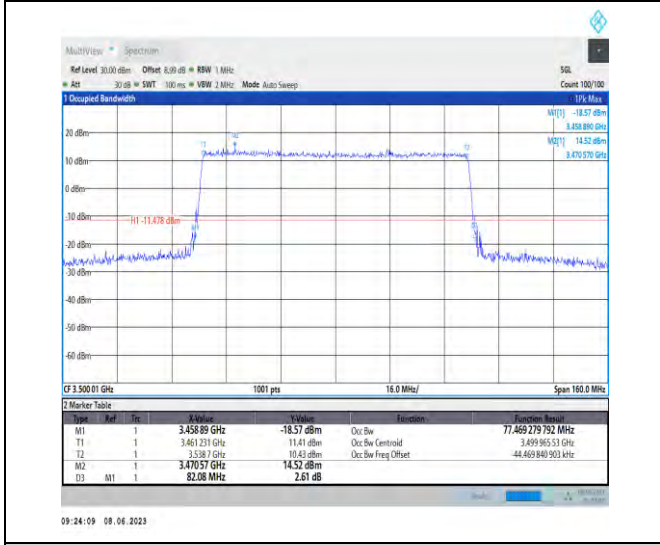 MultiView Spectrum
Ref Level 30.00 dBm Offset 8.99 dB RBW 1 MHz SGL
Att 30 dB SWT 100 ms VBW 2 MHz Mode Auto Sweep Count 100/100
1 Occupied Bandwidth 1Pk Max
M1[1] -18.57 dBm
3.458 890 GHz
M2[1] 14.52 dBm
3.470 570 GHz
20 dBm
T1
M2
T2
10 dBm
0 dBm
-10 dBm
H1 -11.478 dBm
-20 dBm
-30 dBm
-40 dBm
-50 dBm
-60 dBm
CF 3.500 01 GHz 1001 pts 16.0 MHz/ Span 160.0 MHz
2 Marker Table
Type Ref Trc X-Value Y-Value Function Function Result
M1 1 3.458 89 GHz -18.57 dBm Occ Bw 77.469 279 792 MHz
T1 1 3.461 231 GHz 11.41 dBm Occ Bw Centroid 3.499 965 53 GHz
T2 1 3.538 7 GHz 10.43 dBm Occ Bw Freq Offset -44.469 840 903 kHz
M2 1 3.470 57 GHz 14.52 dBm
D3 M1 1 82.08 MHz 2.61 dB
Ready
09:24:09 08.06.2023